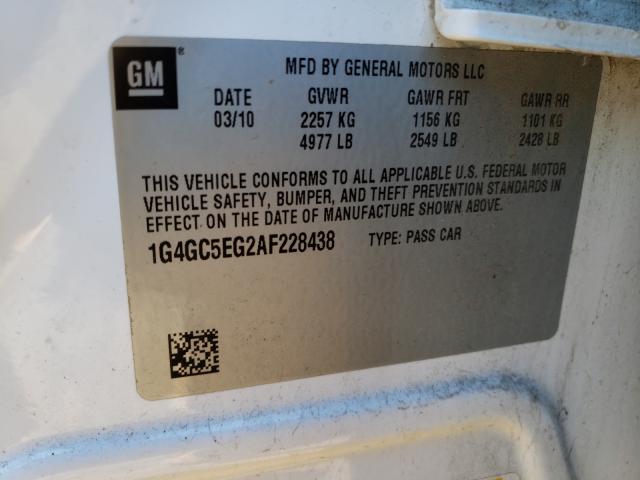 GM ®
MFD BY GENERAL MOTORS LLC
DATE GVWR GAWR FRT GAWR RR
03/10 2257 KG 1156 KG 1101 KG
4977 LB 2549 LB 2428 LB
THIS VEHICLE CONFORMS TO ALL APPLICABLE U.S. FEDERAL MOTOR
VEHICLE SAFETY, BUMPER, AND THEFT PREVENTION STANDARDS IN
EFFECT ON THE DATE OF MANUFACTURE SHOWN ABOVE.
1G4GC5EG2AF228438 TYPE: PASS CAR